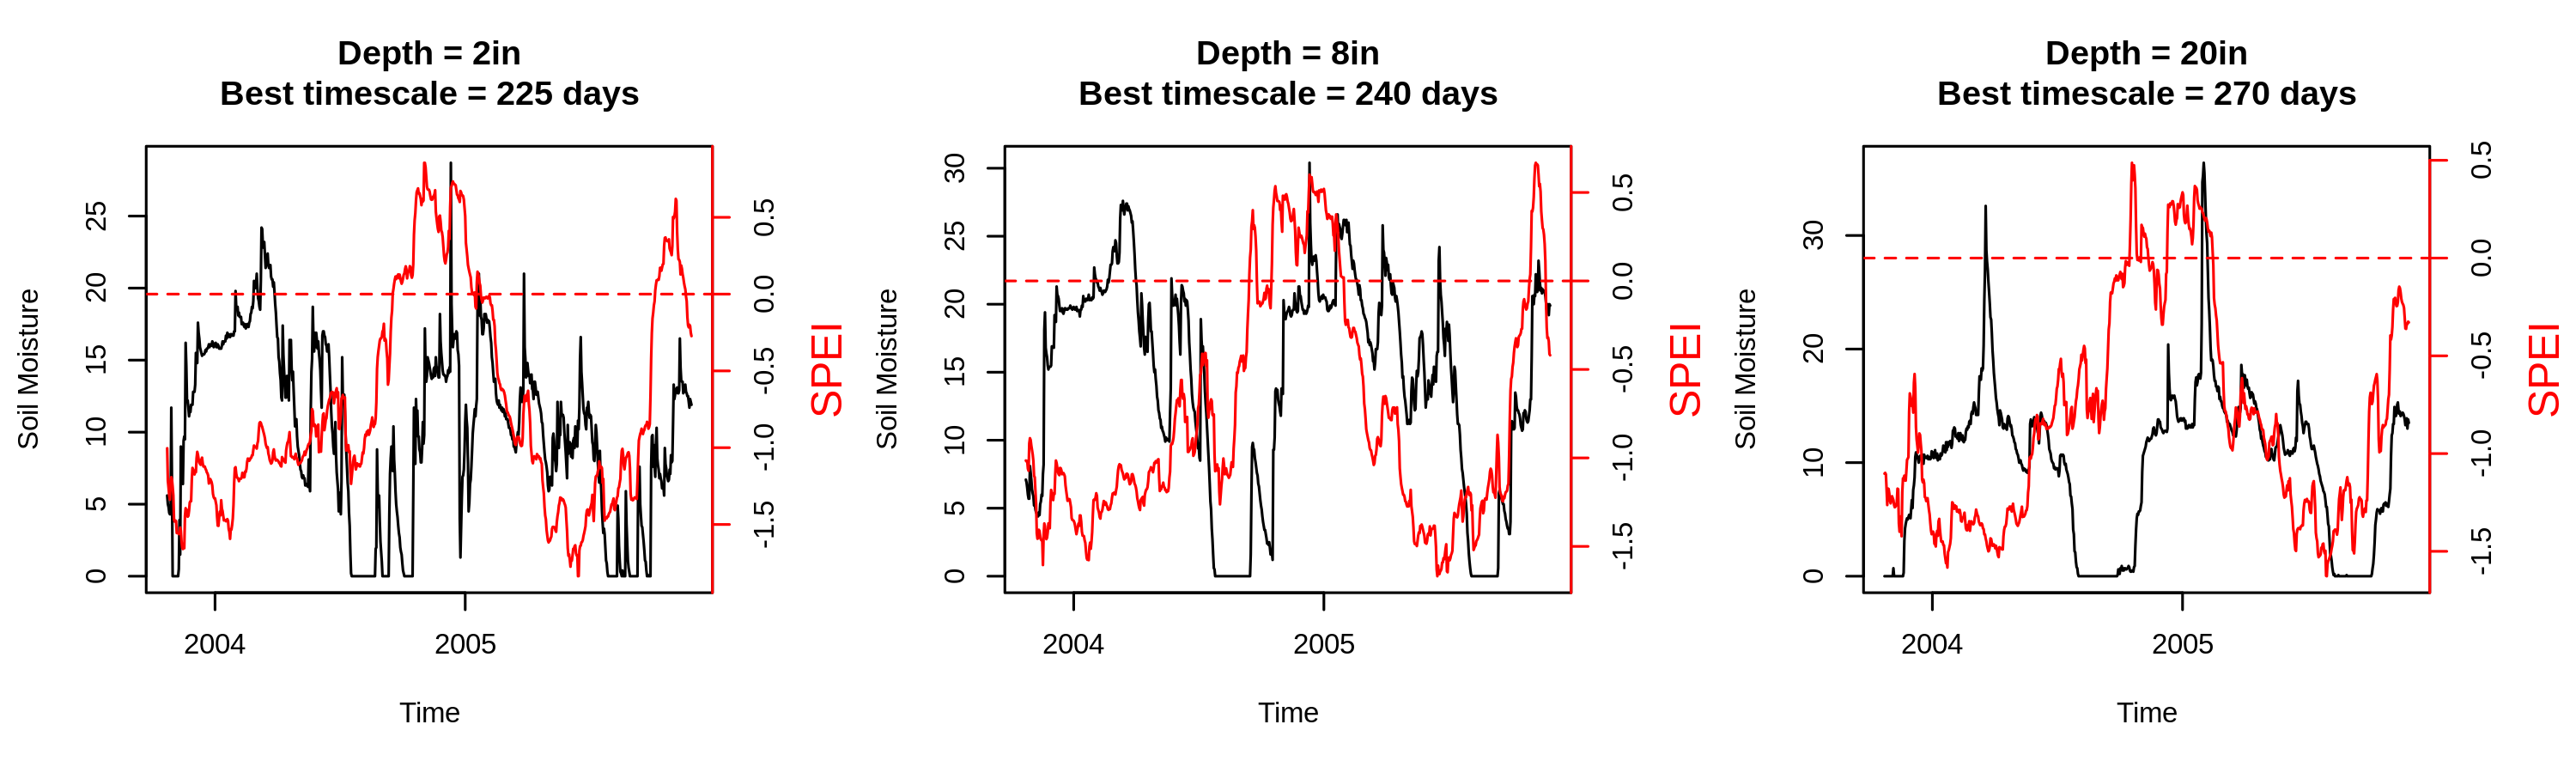 Depth = 2in
Best timescale = 225 days
Soil Moisture
0 5 10 15 20 25
-1.5 -1.0 -0.5 0.0 0.5
SPEI
2004 2005
Time
Depth = 8in
Best timescale = 240 days
Soil Moisture
0 5 10 15 20 25 30
-1.5 -1.0 -0.5 0.0 0.5
SPEI
2004 2005
Time
Depth = 20in
Best timescale = 270 days
Soil Moisture
0 10 20 30
-1.5 -1.0 -0.5 0.0 0.5
SPEI
2004 2005
Time